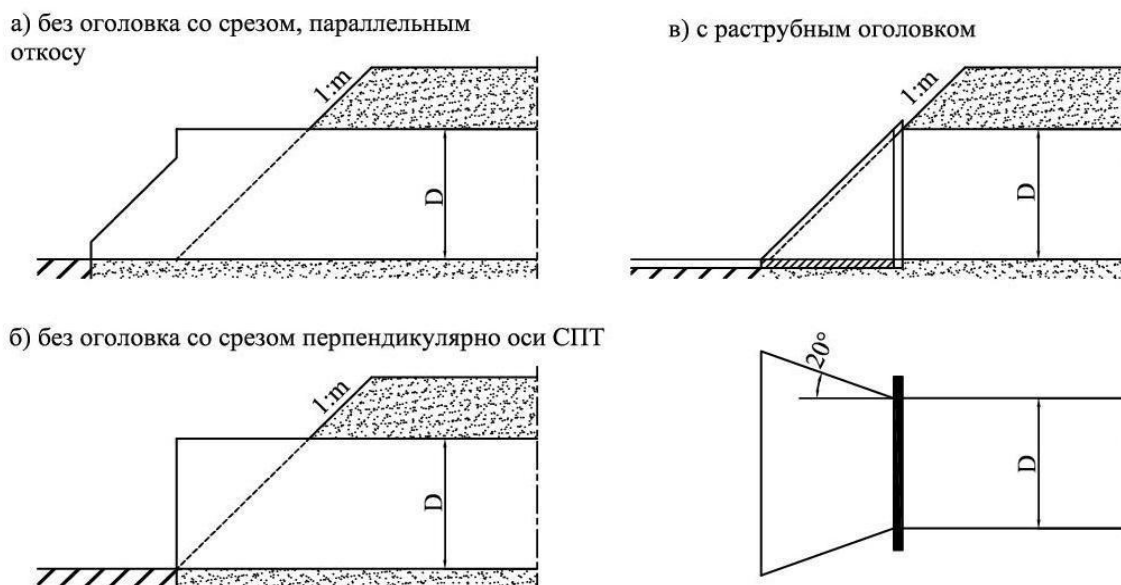 а) без оголовка со срезом, параллельным
откосу
1:m
D
в) с раструбным оголовком
1:m
D
б) без оголовка со срезом перпендикулярно оси СПТ
1:m
D
20°
D